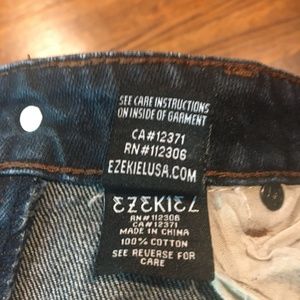 SEE CARE INSTRUCTIONS
ON INSIDE OF GARMENT
CA#12371
RN#112306
EZEKIELUSA.COM
EZEKIEL
RN#112306
CA#12371
MADE IN CHINA
100% COTTON
SEE REVERSE FOR
CARE